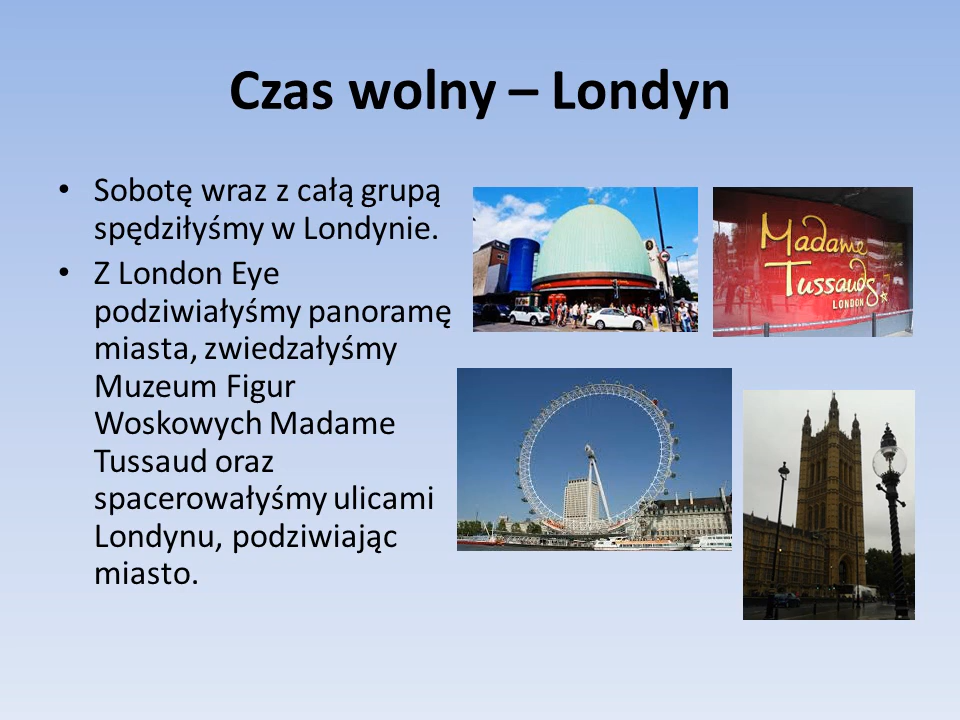 Czas wolny – Londyn
• Sobotę wraz z całą grupą
spędziłyśmy w Londynie.
• Z London Eye
podziwiałyśmy panoramę
miasta, zwiedzałyśmy
Muzeum Figur
Woskowych Madame
Tussaud oraz
spacerowałyśmy ulicami
Londynu, podziwiając
miasto.
Madame
Tussauds
LONDON